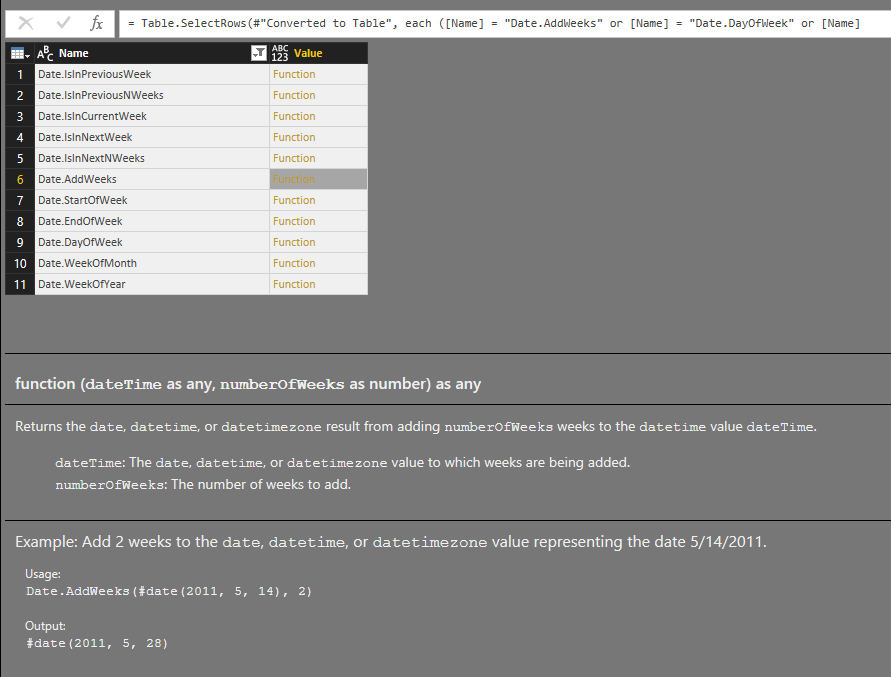 fx = Table.SelectRows(#"Converted to Table", each ([Name] = "Date.AddWeeks" or [Name] = "Date.DayOfWeek" or [Name]
ABC Name ABC123 Value
1 Date.IsInPreviousWeek Function
2 Date.IsInPreviousNWeeks Function
3 Date.IsInCurrentWeek Function
4 Date.IsInNextWeek Function
5 Date.IsInNextNWeeks Function
6 Date.AddWeeks Function
7 Date.StartOfWeek Function
8 Date.EndOfWeek Function
9 Date.DayOfWeek Function
10 Date.WeekOfMonth Function
11 Date.WeekOfYear Function
function (dateTime as any, numberOfWeeks as number) as any
Returns the date, datetime, or datetimezone result from adding numberOfWeeks weeks to the datetime value dateTime.
dateTime: The date, datetime, or datetimezone value to which weeks are being added.
numberOfWeeks: The number of weeks to add.
Example: Add 2 weeks to the date, datetime, or datetimezone value representing the date 5/14/2011.
Usage:
Date.AddWeeks(#date(2011, 5, 14), 2)
Output:
#date(2011, 5, 28)